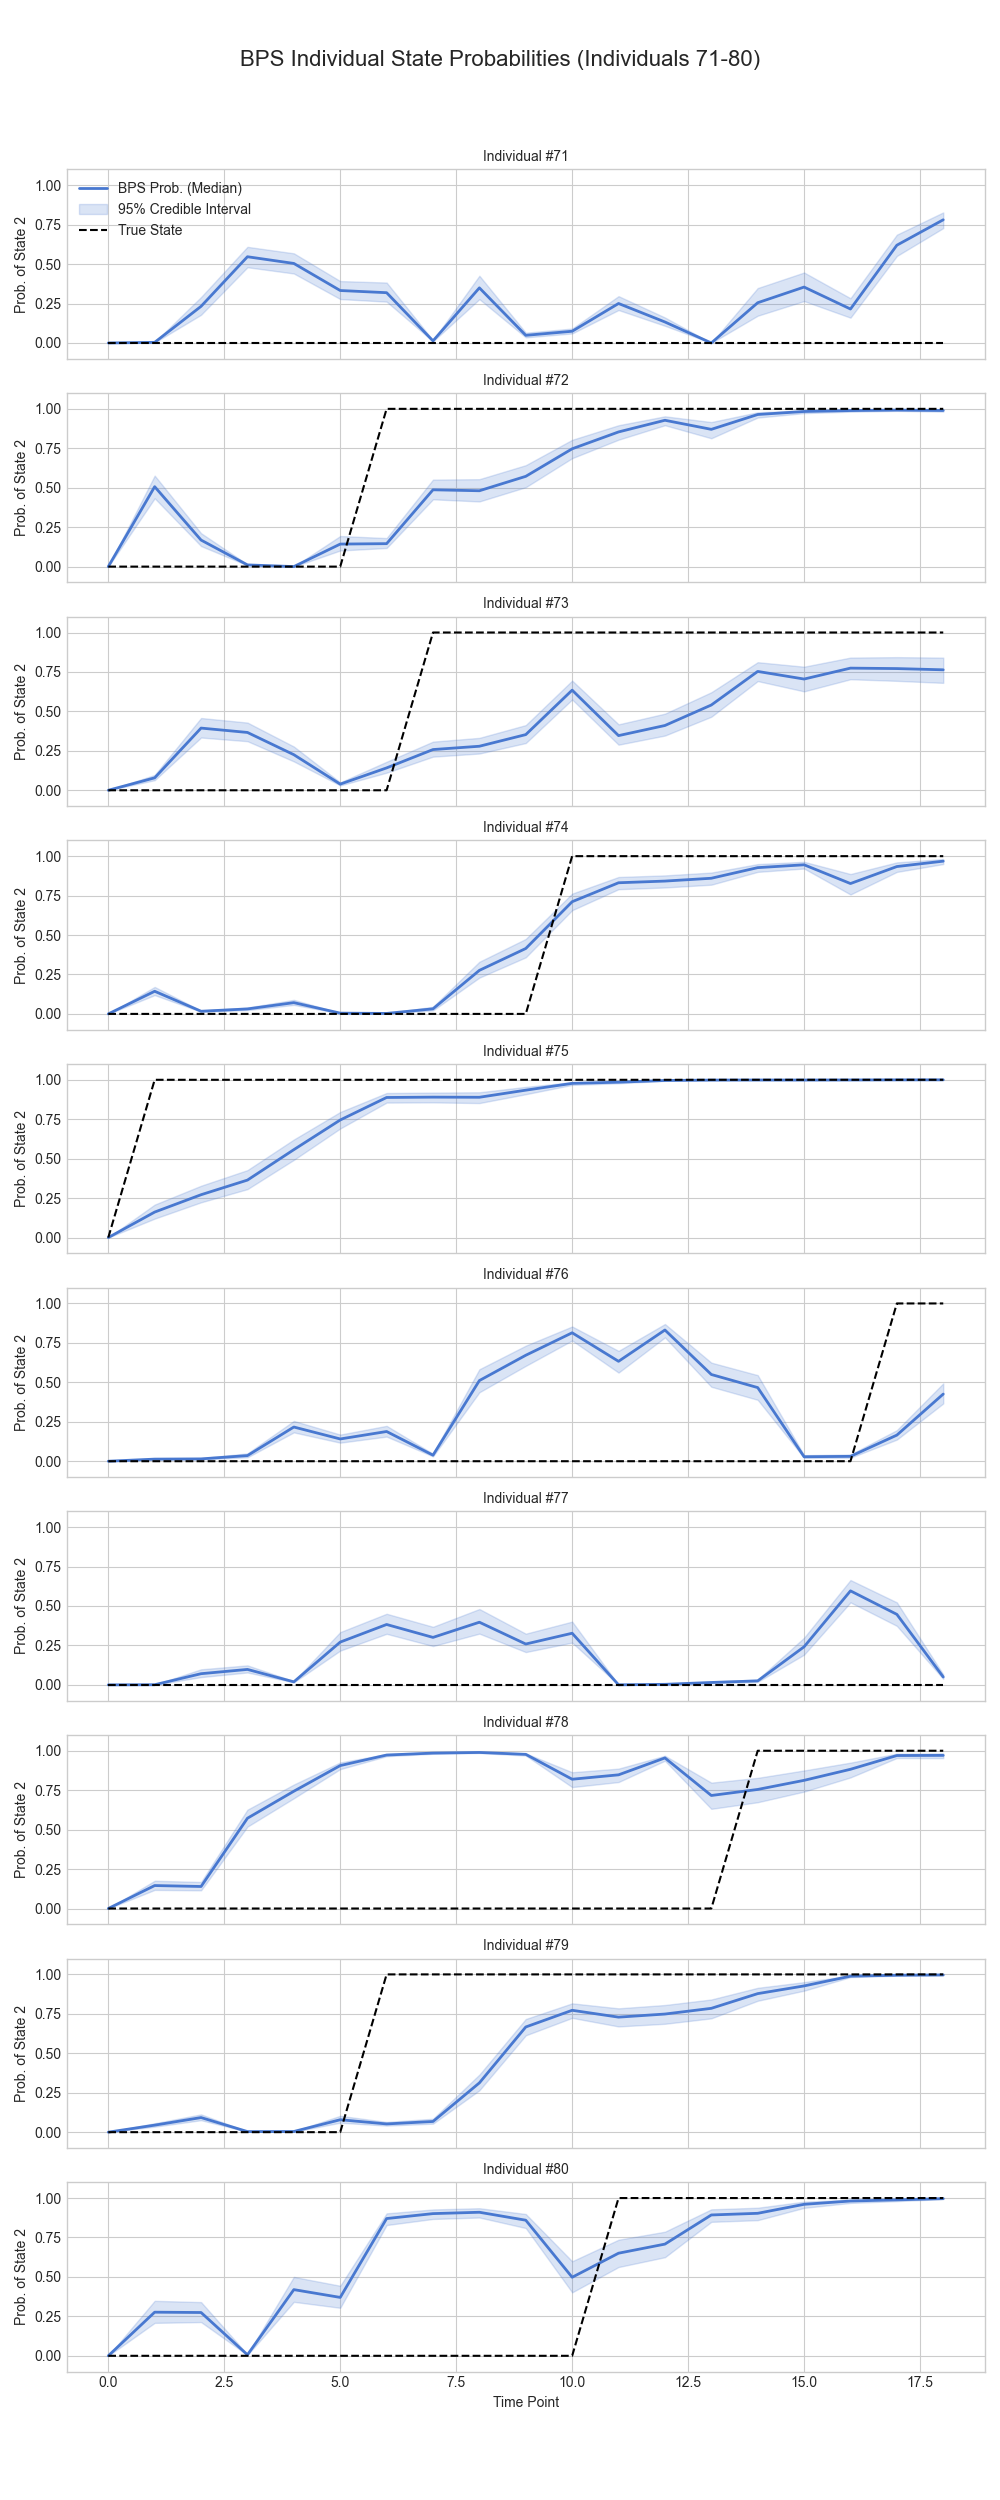 BPS Individual State Probabilities (Individuals 71-80)
Individual #71
BPS Prob. (Median)
95% Credible Interval
True State
Prob. of State 2
1.00
0.75
0.50
0.25
0.00
Individual #72
Prob. of State 2
1.00
0.75
0.50
0.25
0.00
Individual #73
Prob. of State 2
1.00
0.75
0.50
0.25
0.00
Individual #74
Prob. of State 2
1.00
0.75
0.50
0.25
0.00
Individual #75
Prob. of State 2
1.00
0.75
0.50
0.25
0.00
Individual #76
Prob. of State 2
1.00
0.75
0.50
0.25
0.00
Individual #77
Prob. of State 2
1.00
0.75
0.50
0.25
0.00
Individual #78
Prob. of State 2
1.00
0.75
0.50
0.25
0.00
Individual #79
Prob. of State 2
1.00
0.75
0.50
0.25
0.00
Individual #80
Prob. of State 2
1.00
0.75
0.50
0.25
0.00
0.0 2.5 5.0 7.5 10.0 12.5 15.0 17.5
Time Point